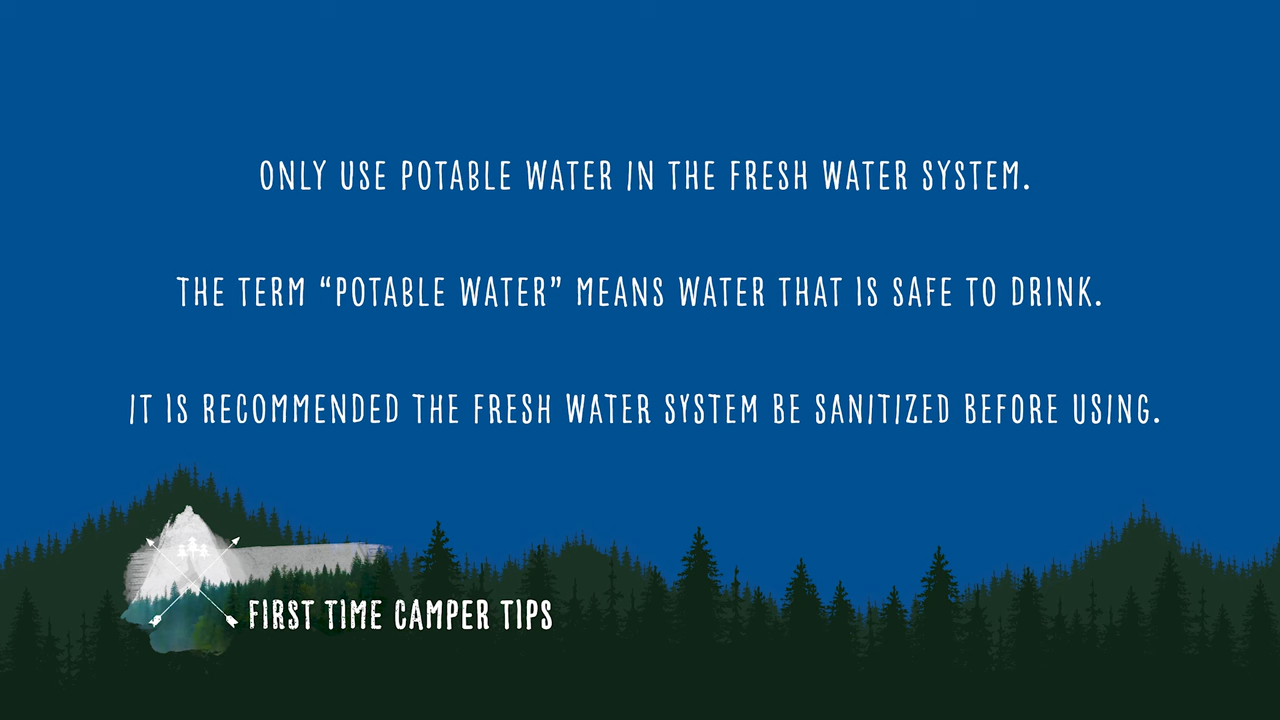 ONLY USE POTABLE WATER IN THE FRESH WATER SYSTEM.
THE TERM “POTABLE WATER” MEANS WATER THAT IS SAFE TO DRINK.
IT IS RECOMMENDED THE FRESH WATER SYSTEM BE SANITIZED BEFORE USING.
FIRST TIME CAMPER TIPS